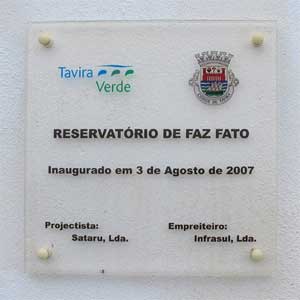 Tavira
Verde
RESERVATÓRIO DE FAZ FATO
Inaugurado em 3 de Agosto de 2007
Projectista: Empreiteiro:
Sataru, Lda. Infrasul, Lda.